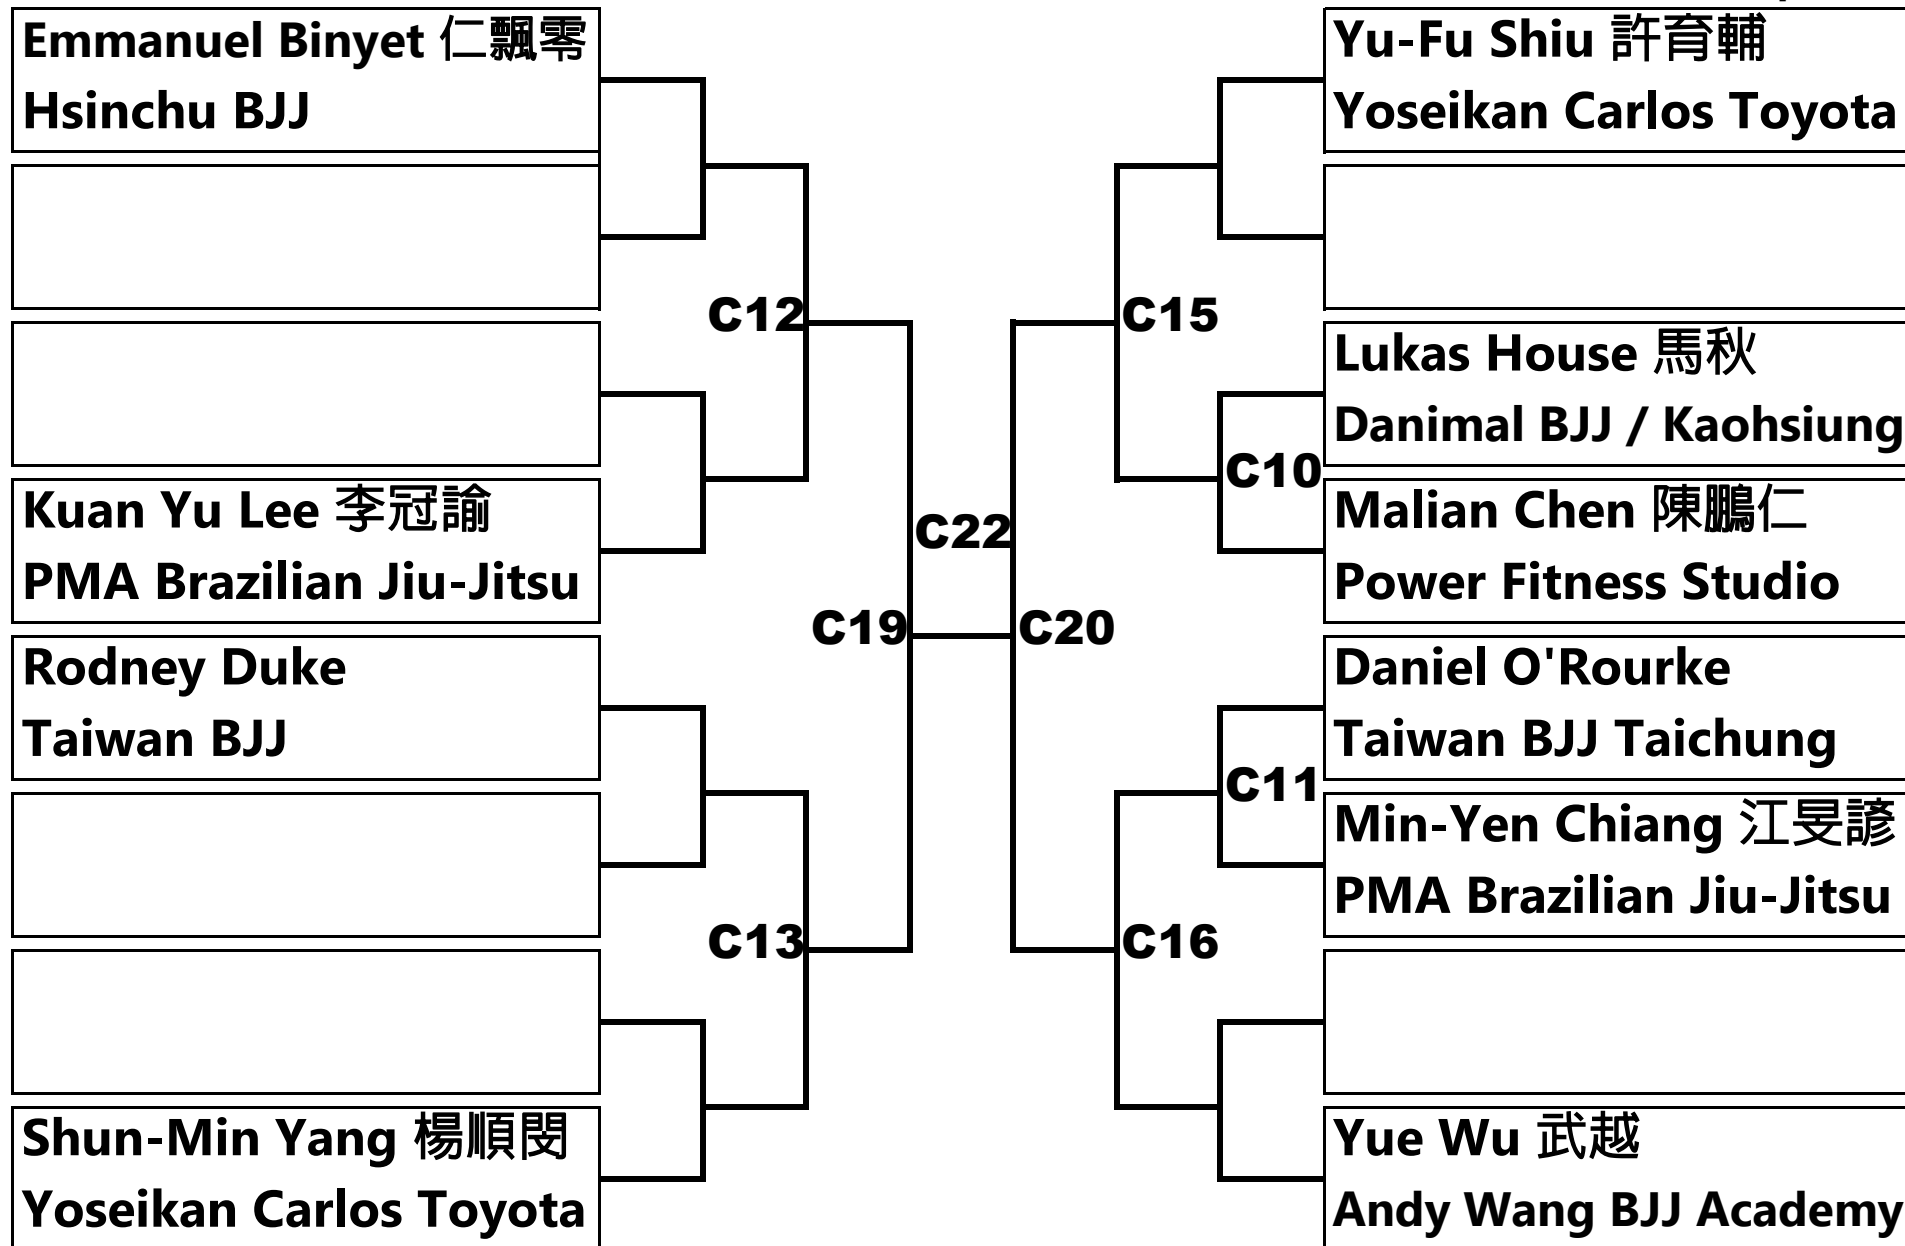 Emmanuel Binyet 仁飄零
Hsinchu BJJ
Kuan Yu Lee 李冠諭
PMA Brazilian Jiu-Jitsu
Rodney Duke
Taiwan BJJ
Shun-Min Yang 楊順閔
Yoseikan Carlos Toyota
C12
C13
C19
C22
C20
C15
C16
C10
C11
Yu-Fu Shiu 許育輔
Yoseikan Carlos Toyota
Lukas House 馬秋
Danimal BJJ / Kaohsiung
Malian Chen 陳鵬仁
Power Fitness Studio
Daniel O'Rourke
Taiwan BJJ Taichung
Min-Yen Chiang 江旻諺
PMA Brazilian Jiu-Jitsu
Yue Wu 武越
Andy Wang BJJ Academy